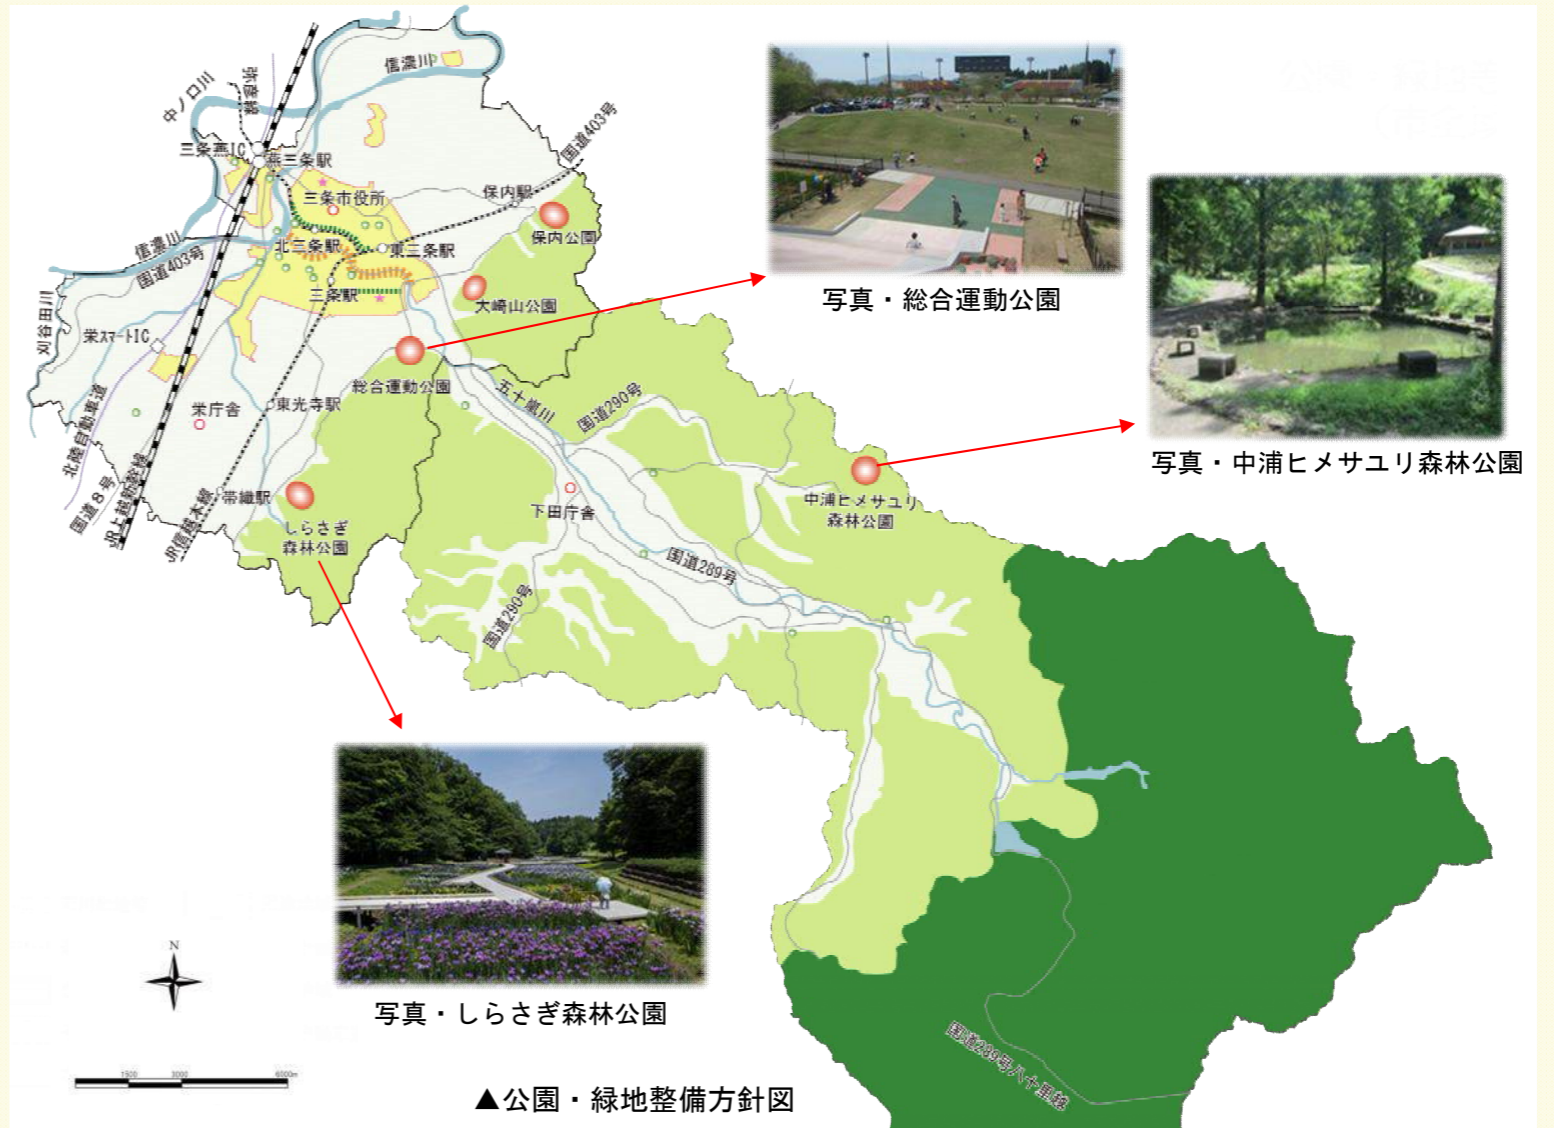 信濃川
中ノ口川
弥彦線
国道403号
三条燕IC
燕三条駅
三条市役所
保内駅
保内公園
信濃川
国道403号
北三条駅
東三条駅
大崎山公園
三条駅
写真・総合運動公園
刈谷田川
栄スマートIC
総合運動公園
五十嵐川
国道290号
栄庁舎
東光寺駅
北陸自動車道
写真・中浦ヒメサユリ森林公園
国道8号
JR上越新幹線
JR信越本線
帯織駅
しらさぎ
森林公園
下田庁舎
中浦ヒメサユリ
森林公園
国道289号
国道290号
写真・しらさぎ森林公園
N
1500 3000 6000m
国道289号八十里越
▲公園・緑地整備方針図